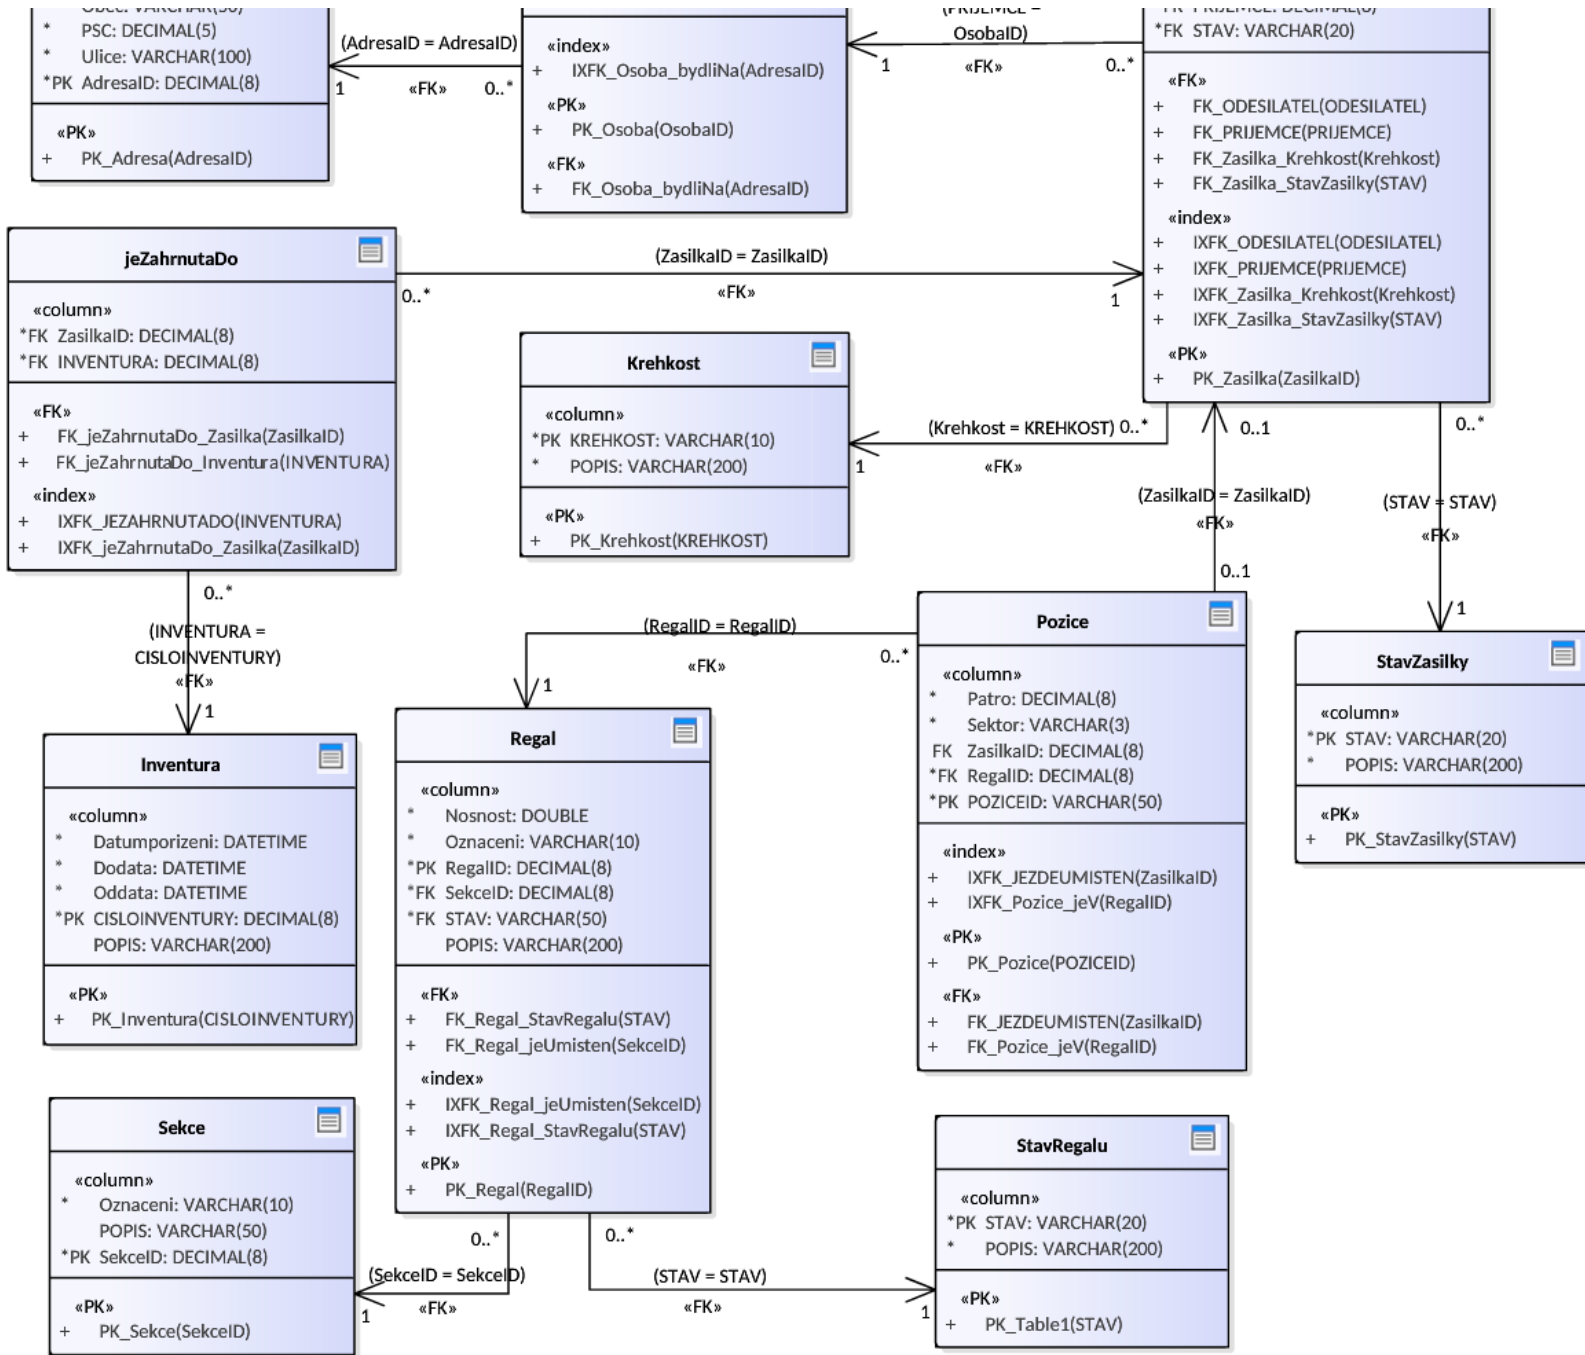 * PSC: DECIMAL(5)
* Ulice: VARCHAR(100)
*PK AdresaID: DECIMAL(8)
«PK»
+ PK_Adresa(AdresaID)
(AdresaID = AdresaID)
1
«FK»
0..*
«index»
+ IXFK_Osoba_bydliNa(AdresaID)
«PK»
+ PK_Osoba(OsobaID)
«FK»
+ FK_Osoba_bydliNa(AdresaID)
(PRIJEMCE =
OsobaID)
1
«FK»
0..*
*FK STAV: VARCHAR(20)
«FK»
+ FK_ODESILATEL(ODESILATEL)
+ FK_PRIJEMCE(PRIJEMCE)
+ FK_Zasilka_Krehkost(Krehkost)
+ FK_Zasilka_StavZasilky(STAV)
«index»
+ IXFK_ODESILATEL(ODESILATEL)
+ IXFK_PRIJEMCE(PRIJEMCE)
+ IXFK_Zasilka_Krehkost(Krehkost)
+ IXFK_Zasilka_StavZasilky(STAV)
«PK»
+ PK_Zasilka(ZasilkaID)
jeZahrnutaDo
«column»
*FK ZasilkaID: DECIMAL(8)
*FK INVENTURA: DECIMAL(8)
«FK»
+ FK_jeZahrnutaDo_Zasilka(ZasilkaID)
+ FK_jeZahrnutaDo_Inventura(INVENTURA)
«index»
+ IXFK_JEZAHRNUTADO(INVENTURA)
+ IXFK_jeZahrnutaDo_Zasilka(ZasilkaID)
(ZasilkaID = ZasilkaID)
0..*
«FK»
1
Krehkost
«column»
*PK KREHKOST: VARCHAR(10)
* POPIS: VARCHAR(200)
«PK»
+ PK_Krehkost(KREHKOST)
(Krehkost = KREHKOST)
0..*
1
«FK»
0..1
(ZasilkaID = ZasilkaID)
«FK»
0..1
0..*
(STAV = STAV)
«FK»
1
0..*
(INVENTURA =
CISLOINVENTURY)
«FK»
1
(RegalID = RegalID)
0..*
«FK»
1
Pozice
«column»
* Patro: DECIMAL(8)
* Sektor: VARCHAR(3)
FK ZasilkaID: DECIMAL(8)
*FK RegalID: DECIMAL(8)
*PK POZICEID: VARCHAR(50)
«index»
+ IXFK_JEZDEUMISTEN(ZasilkaID)
+ IXFK_Pozice_jeV(RegalID)
«PK»
+ PK_Pozice(POZICEID)
«FK»
+ FK_JEZDEUMISTEN(ZasilkaID)
+ FK_Pozice_jeV(RegalID)
StavZasilky
«column»
*PK STAV: VARCHAR(20)
* POPIS: VARCHAR(200)
«PK»
+ PK_StavZasilky(STAV)
Inventura
«column»
* Datumporizeni: DATETIME
* Dodata: DATETIME
* Oddata: DATETIME
*PK CISLOINVENTURY: DECIMAL(8)
POPIS: VARCHAR(200)
«PK»
+ PK_Inventura(CISLOINVENTURY)
Regal
«column»
* Nosnost: DOUBLE
* Oznaceni: VARCHAR(10)
*PK RegalID: DECIMAL(8)
*FK SekceID: DECIMAL(8)
*FK STAV: VARCHAR(50)
POPIS: VARCHAR(200)
«FK»
+ FK_Regal_StavRegalu(STAV)
+ FK_Regal_jeUmisten(SekceID)
«index»
+ IXFK_Regal_jeUmisten(SekceID)
+ IXFK_Regal_StavRegalu(STAV)
«PK»
+ PK_Regal(RegalID)
Sekce
«column»
* Oznaceni: VARCHAR(10)
POPIS: VARCHAR(50)
*PK SekceID: DECIMAL(8)
«PK»
+ PK_Sekce(SekceID)
0..*
(SekceID = SekceID)
1
«FK»
0..*
(STAV = STAV)
«FK»
1
StavRegalu
«column»
*PK STAV: VARCHAR(20)
* POPIS: VARCHAR(200)
«PK»
+ PK_Table1(STAV)